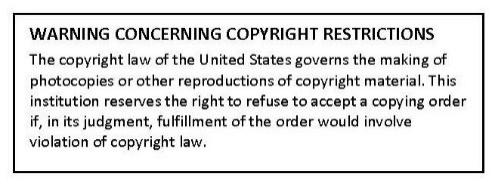 WARNING CONCERNING COPYRIGHT RESTRICTIONS
The copyright law of the United States governs the making of
photocopies or other reproductions of copyright material. This
institution reserves the right to refuse to accept a copying order
if, in its judgment, fulfillment of the order would involve
violation of copyright law.